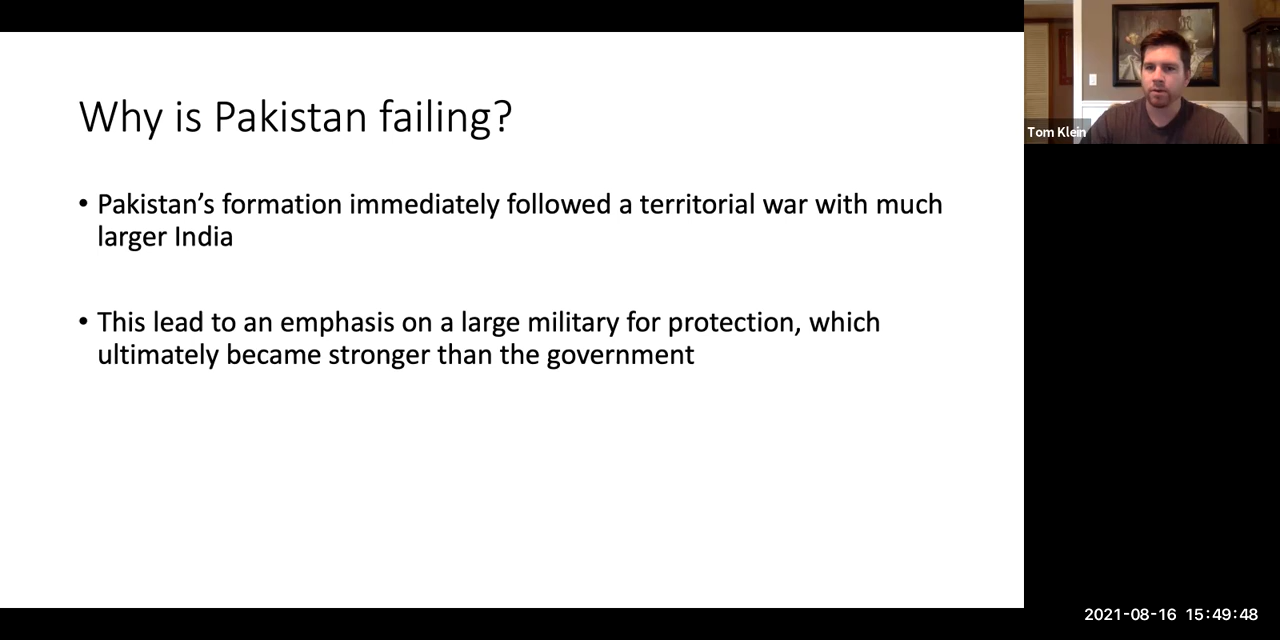 Why is Pakistan failing?
• Pakistan’s formation immediately followed a territorial war with much
larger India
• This lead to an emphasis on a large military for protection, which
ultimately became stronger than the government
Tom Klein
2021-08-16 15:49:48